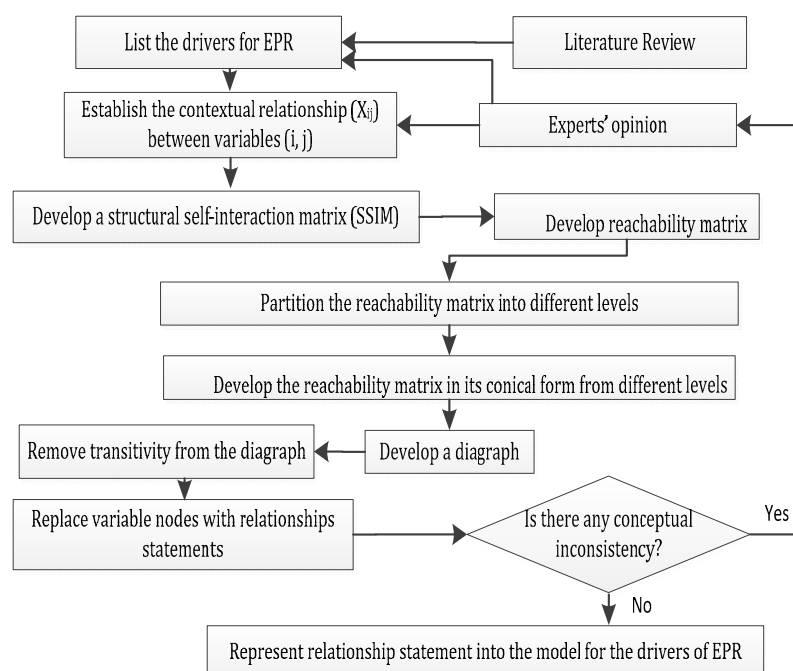 List the drivers for EPR
Literature Review
Establish the contextual relationship (Xij)
between variables (i, j)
Experts’ opinion
Develop a structural self-interaction matrix (SSIM)
Develop reachability matrix
Partition the reachability matrix into different levels
Develop the reachability matrix in its conical form from different levels
Remove transitivity from the diagraph
Develop a diagraph
Replace variable nodes with relationships
statements
Is there any conceptual
inconsistency?
Yes
No
Represent relationship statement into the model for the drivers of EPR